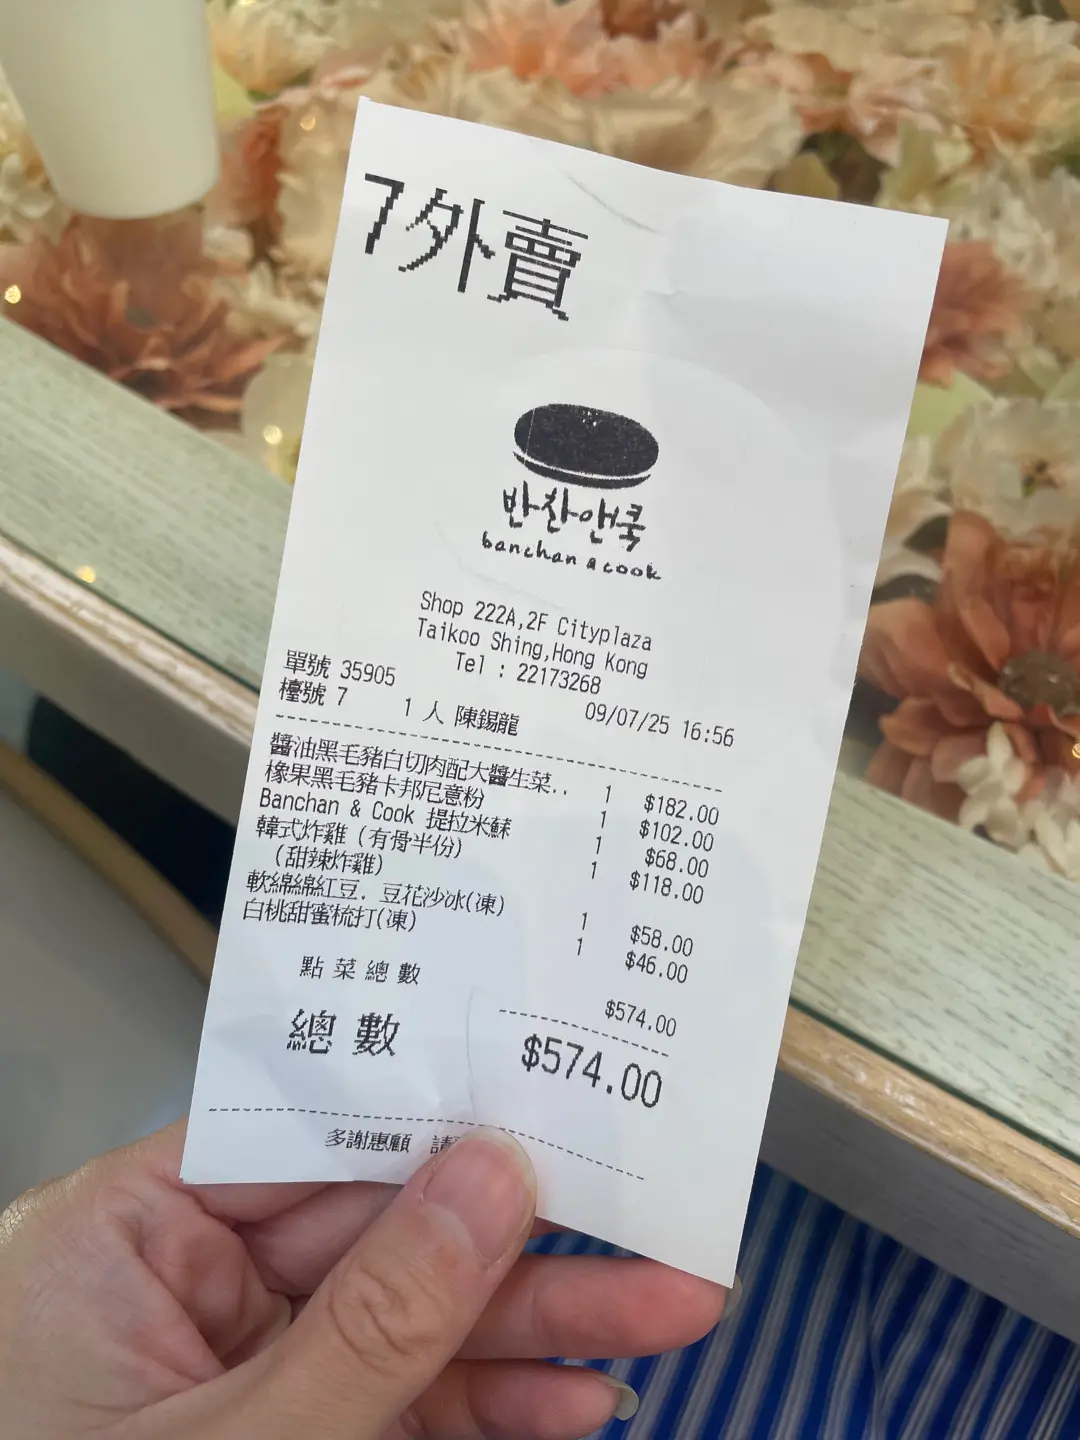 7外賣
반찬앤쿡
banchan & cook
Shop 222A,2F Cityplaza
Taikoo Shing,Hong Kong
Tel : 22173268
單號 35905
檯號 7 1 人 陳錫龍 09/07/25 16:56
醬油黑毛豬白切肉配大醬生菜.. 1 $182.00
橡果黑毛豬卡邦尼意粉 1 $102.00
Banchan & Cook 提拉米蘇 1 $68.00
韓式炸雞 (有骨半份) 1 $118.00
(甜辣炸雞)
軟綿綿紅豆. 豆花沙冰(凍) 1 $58.00
白桃甜蜜梳打(凍) 1 $46.00
點菜總數 $574.00
總數 $574.00
多謝惠顧 請